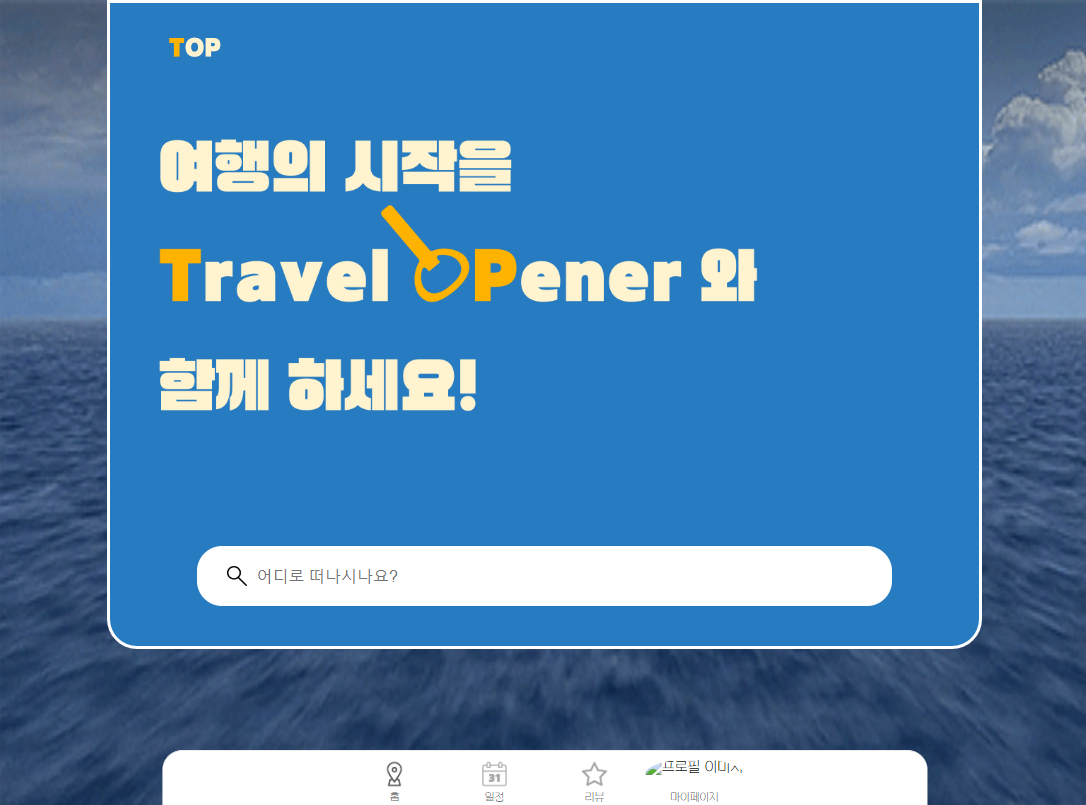 TOP
여행의 시작을
Travel OPener 와
함께 하세요!
어디로 떠나시나요?
31
프로필 이미지
홈 일정 리뷰 마이페이지